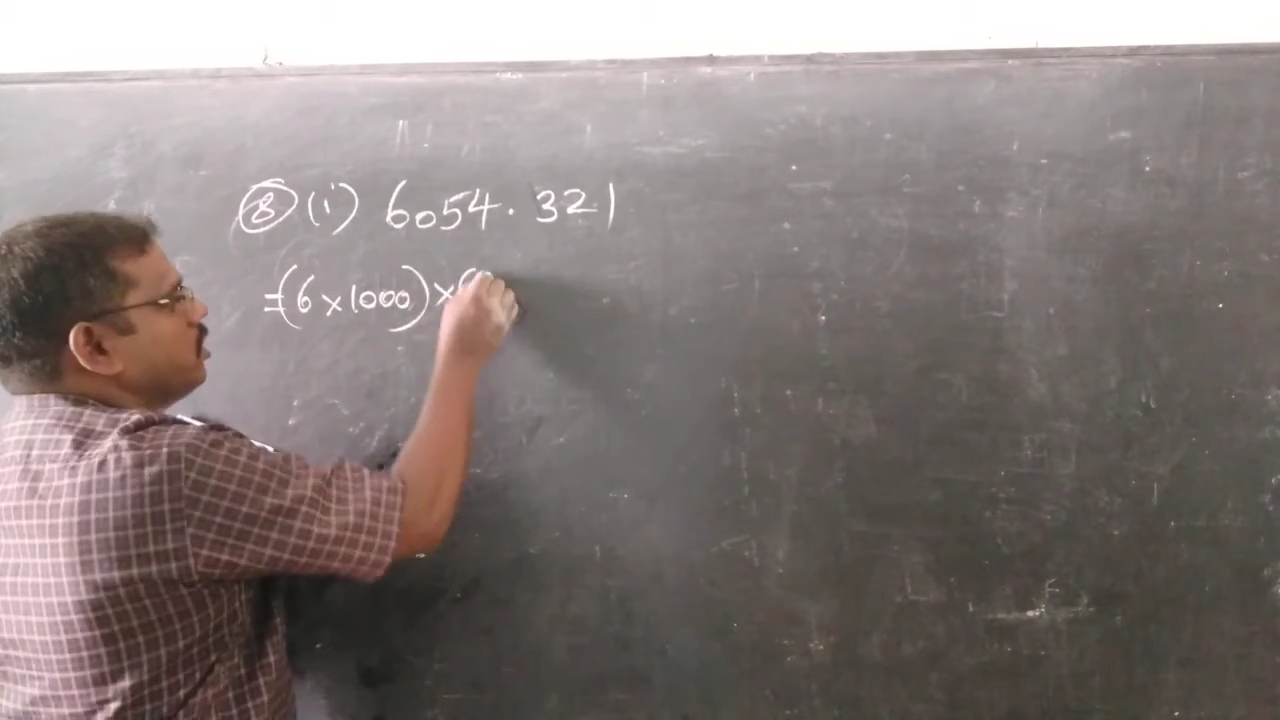 ⑧ (i) 6054.321
=(6×1000)×(